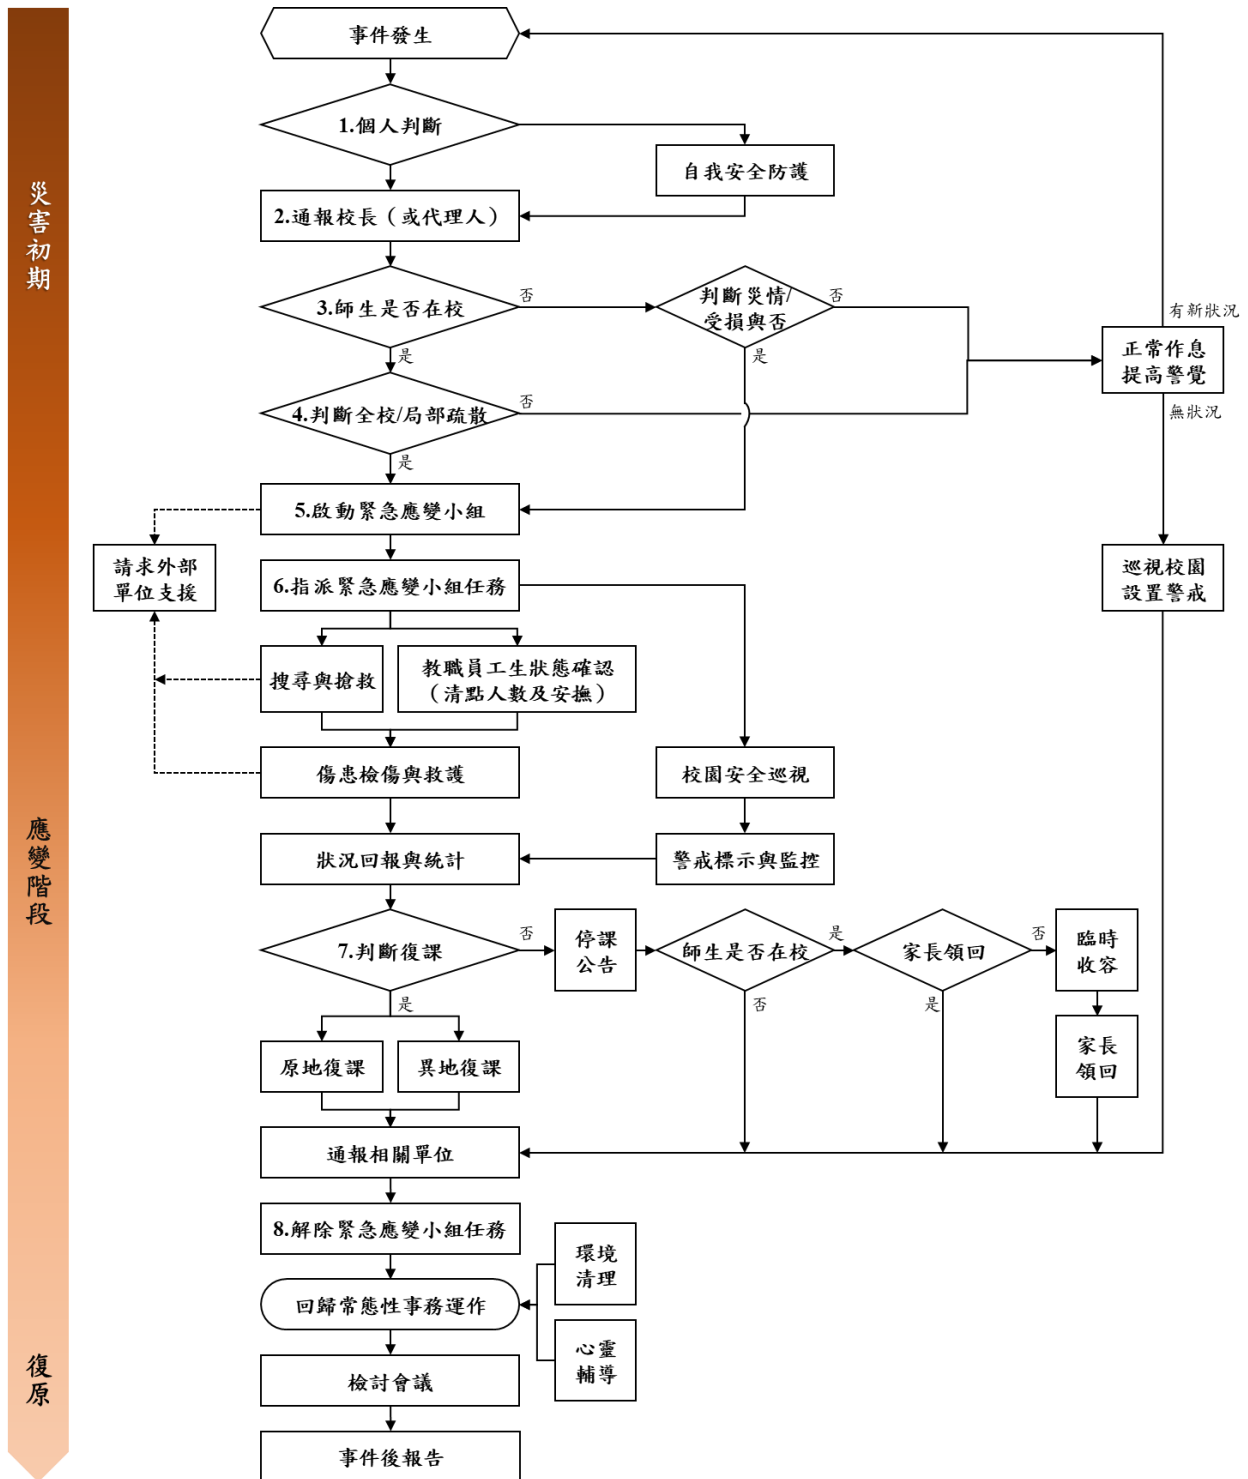 災害初期
應變階段
復原
事件發生
1.個人判斷
自我安全防護
2.通報校長（或代理人）
3.師生是否在校
否
是
判斷災情/
受損與否
否
是
有新狀況
正常作息
提高警覺
無狀況
4.判斷全校/局部疏散
否
是
5.啟動緊急應變小組
請求外部
單位支援
6.指派緊急應變小組任務
巡視校園
設置警戒
搜尋與搶救
教職員工生狀態確認
（清點人數及安撫）
傷患檢傷與救護
校園安全巡視
狀況回報與統計
警戒標示與監控
7.判斷復課
否
是
停課
公告
師生是否在校
是
否
家長領回
否
是
臨時
收容
家長
領回
原地復課
異地復課
通報相關單位
8.解除緊急應變小組任務
環境
清理
回歸常態性事務運作
心靈
輔導
檢討會議
事件後報告